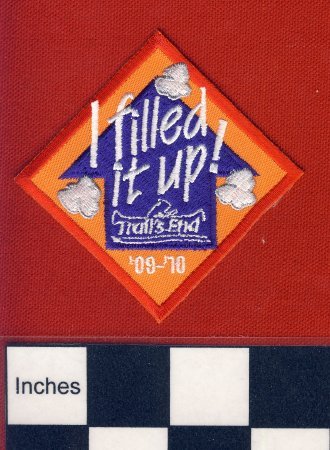 I filled
it up!
Trail's End
'09-'10
Inches